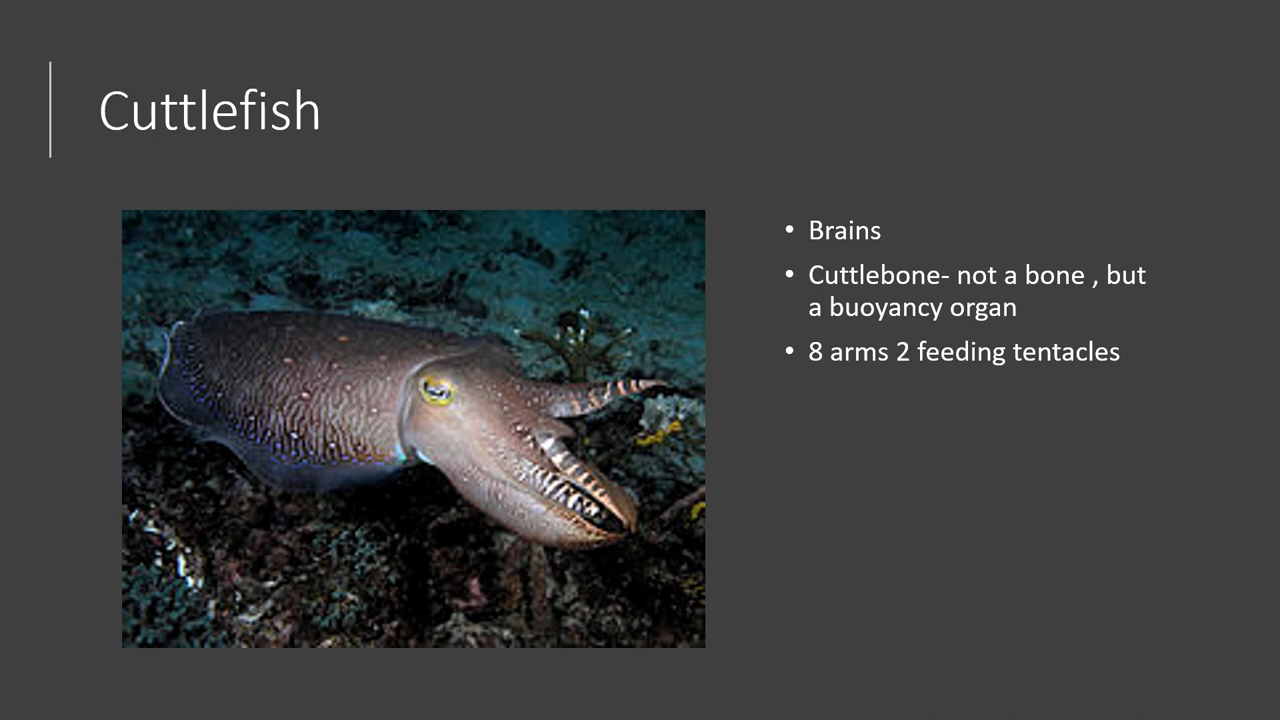 Cuttlefish
• Brains
• Cuttlebone- not a bone , but
a buoyancy organ
• 8 arms 2 feeding tentacles